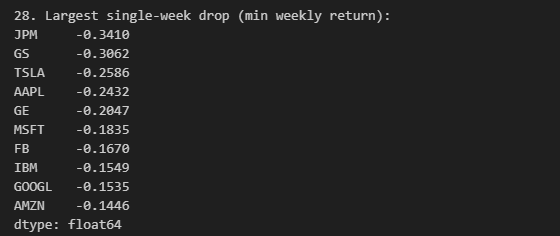 28. Largest single-week drop (min weekly return):
JPM     -0.3410
GS      -0.3062
TSLA    -0.2586
AAPL    -0.2432
GE      -0.2047
MSFT    -0.1835
FB      -0.1670
IBM     -0.1549
GOOGL   -0.1535
AMZN    -0.1446
dtype: float64